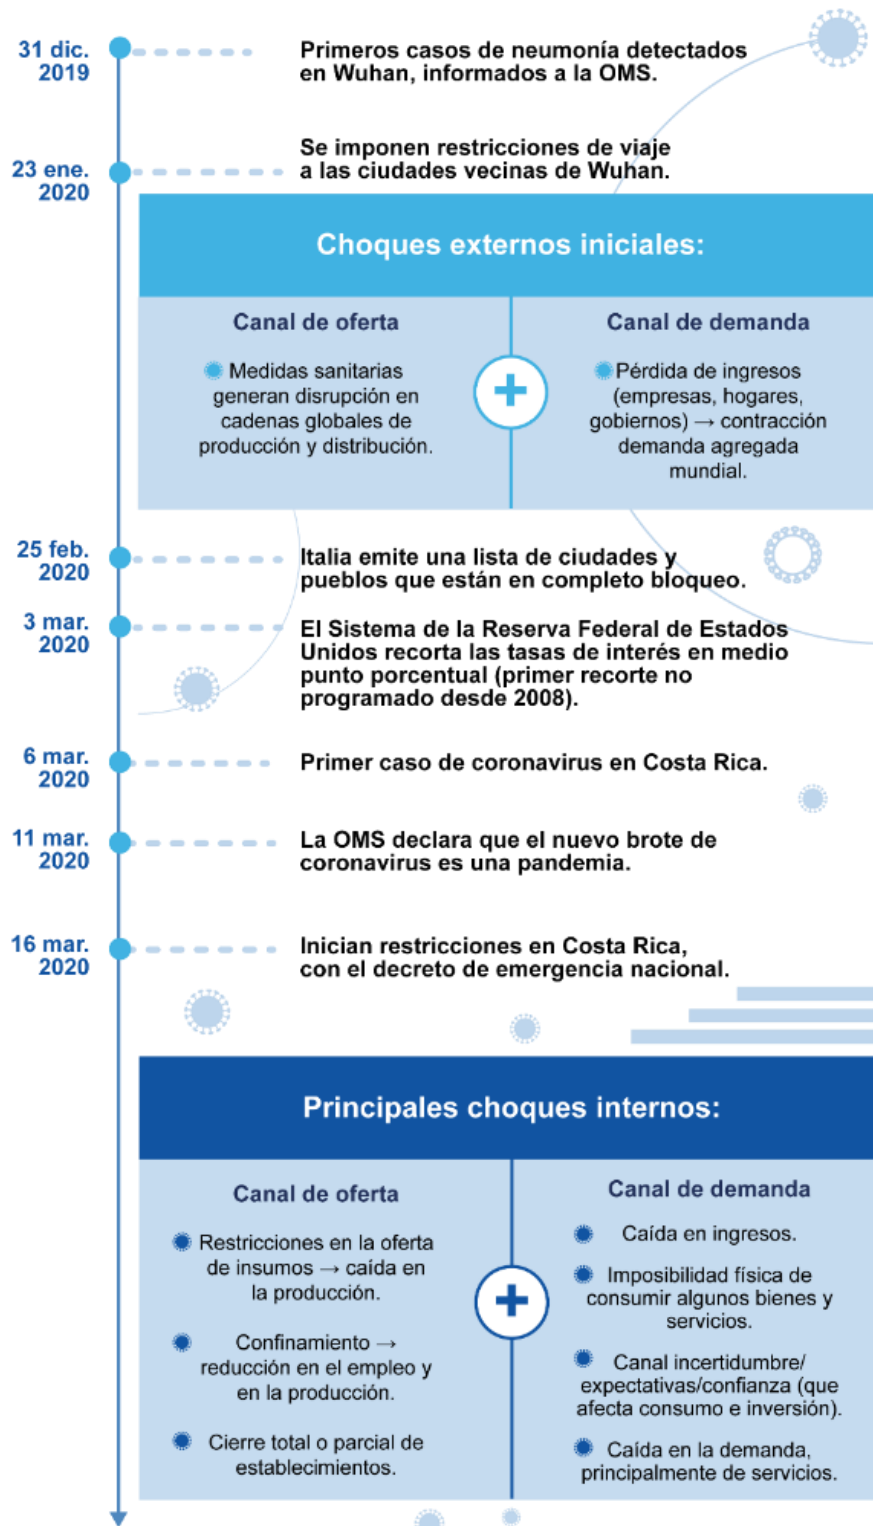 31 dic.
2019
Primeros casos de neumonía detectados
en Wuhan, informados a la OMS.
23 ene.
2020
Se imponen restricciones de viaje
a las ciudades vecinas de Wuhan.
Choques externos iniciales:
Canal de oferta
Medidas sanitarias
generan disrupción en
cadenas globales de
producción y distribución.
+
Canal de demanda
Pérdida de ingresos
(empresas, hogares,
gobiernos) → contracción
demanda agregada
mundial.
25 feb.
2020
Italia emite una lista de ciudades y
pueblos que están en completo bloqueo.
3 mar.
2020
El Sistema de la Reserva Federal de Estados
Unidos recorta las tasas de interés en medio
punto porcentual (primer recorte no
programado desde 2008).
6 mar.
2020
Primer caso de coronavirus en Costa Rica.
11 mar.
2020
La OMS declara que el nuevo brote de
coronavirus es una pandemia.
16 mar.
2020
Inician restricciones en Costa Rica,
con el decreto de emergencia nacional.
Principales choques internos:
Canal de oferta
Restricciones en la oferta
de insumos → caída en
la producción.
Confinamiento →
reducción en el empleo y
en la producción.
Cierre total o parcial de
establecimientos.
+
Canal de demanda
Caída en ingresos.
Imposibilidad física de
consumir algunos bienes y
servicios.
Canal incertidumbre/
expectativas/confianza (que
afecta consumo e inversión).
Caída en la demanda,
principalmente de servicios.